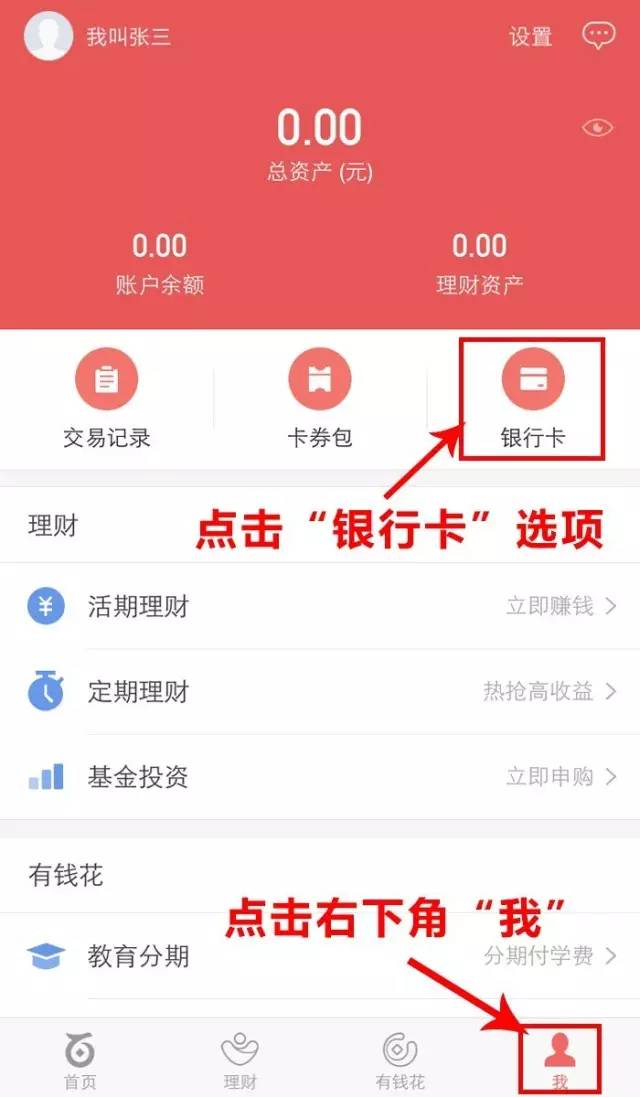 我叫张三
设置
0.00
总资产 (元)
0.00
0.00
账户余额
理财资产
交易记录
卡券包
银行卡
点击“银行卡”选项
理财
活期理财
立即赚钱
定期理财
热抢高收益
基金投资
立即申购
有钱花
点击右下角“我”
教育分期
分期付学费
首页
理财
有钱花
我